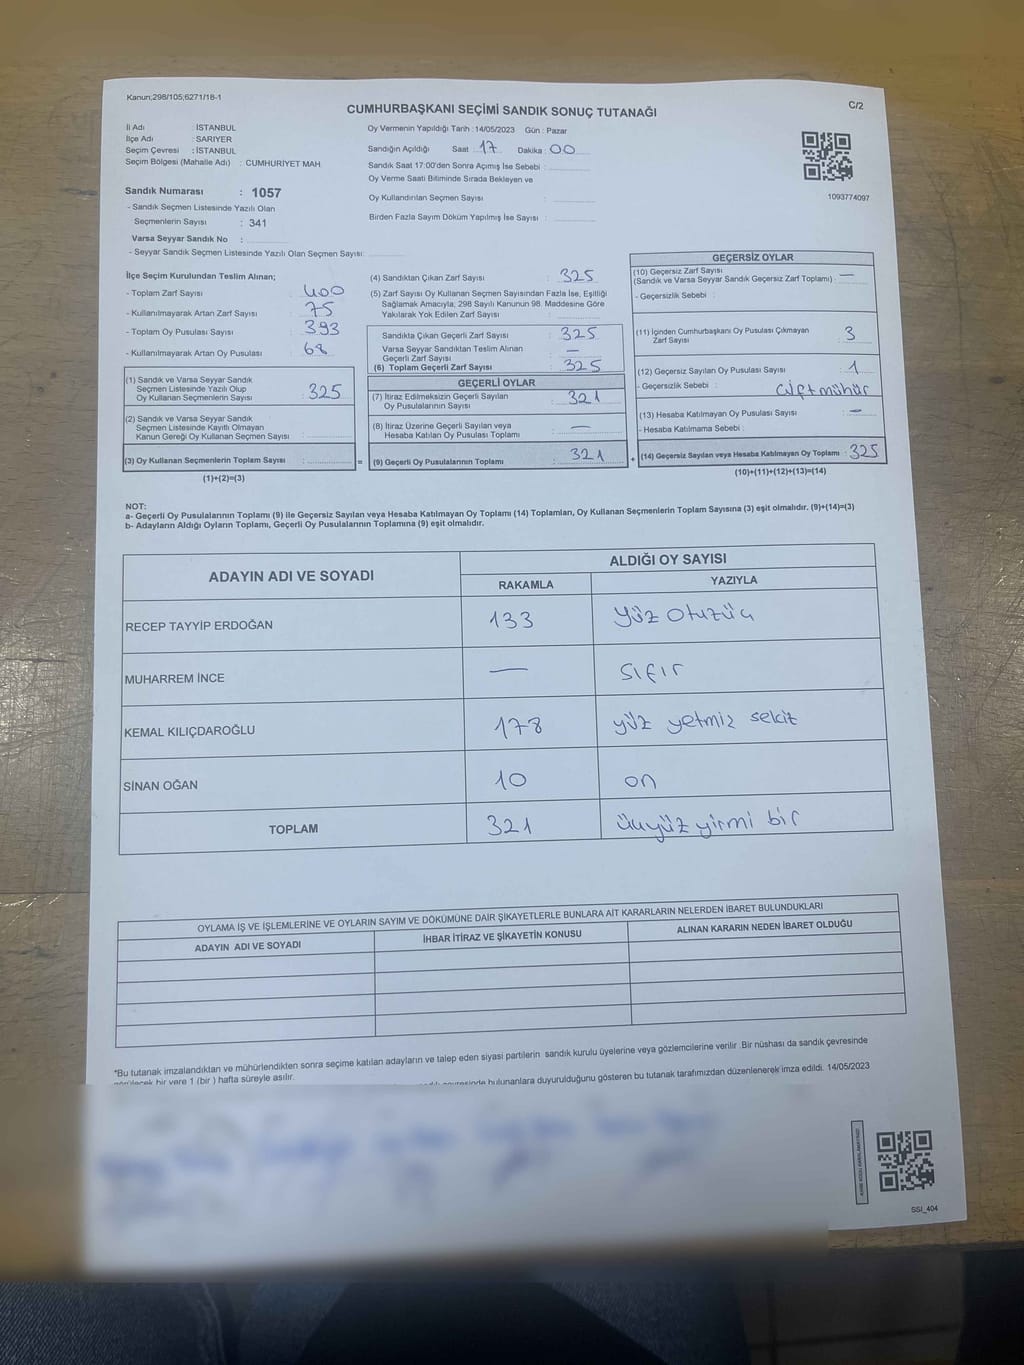 Kanun;298/105;6271/18-1
C/2
CUMHURBAŞKANI SEÇİMİ SANDIK SONUÇ TUTANAĞI
İl Adı : İSTANBUL
İlçe Adı : SARIYER
Seçim Çevresi : İSTANBUL
Seçim Bölgesi (Mahalle Adı) : CUMHURİYET MAH
Sandık Numarası : 1057
- Sandık Seçmen Listesinde Yazılı Olan
Seçmenlerin Sayısı : 341
Varsa Seyyar Sandık No :
- Seyyar Sandık Seçmen Listesinde Yazılı Olan Seçmen Sayısı:
Oy Vermenin Yapıldığı Tarih : 14/05/2023 Gün : Pazar
Sandığın Açıldığı Saat : 17 Dakika : 00
Sandık Saat 17:00'den Sonra Açımış İse Sebebi :
Oy Verme Saati Bitiminde Sırada Bekleyen ve
Oy Kullandırılan Seçmen Sayısı :
Birden Fazla Sayım Döküm Yapılmış İse Sayısı :
1093774097
İlçe Seçim Kurulundan Teslim Alınan;
- Toplam Zarf Sayısı : 400
- Kullanılmayarak Artan Zarf Sayısı : 75
- Toplam Oy Pusulası Sayısı : 393
- Kullanılmayarak Artan Oy Pusulası : 68
(1) Sandık ve Varsa Seyyar Sandık
Seçmen Listesinde Yazılı Olup
Oy Kullanan Seçmenlerin Sayısı : 325
(2) Sandık ve Varsa Seyyar Sandık
Seçmen Listesinde Kayıtlı Olmayan
Kanun Gereği Oy Kullanan Seçmen Sayısı :
(3) Oy Kullanan Seçmenlerin Toplam Sayısı :
(1)+(2)=(3)
=
(4) Sandıktan Çıkan Zarf Sayısı : 325
(5) Zarf Sayısı Oy Kullanan Seçmen Sayısından Fazla İse, Eşitliği
Sağlamak Amacıyla, 298 Sayılı Kanunun 98. Maddesine Göre
Yakılarak Yok Edilen Zarf Sayısı :
Sandıkta Çıkan Geçerli Zarf Sayısı : 325
Varsa Seyyar Sandıktan Teslim Alınan
Geçerli Zarf Sayısı : —
(6) Toplam Geçerli Zarf Sayısı : 325
GEÇERLİ OYLAR
(7) İtiraz Edilmeksizin Geçerli Sayılan
Oy Pusulalarının Sayısı : 321
(8) İtiraz Üzerine Geçerli Sayılan veya
Hesaba Katılan Oy Pusulası Toplamı : —
(9) Geçerli Oy Pusulalarının Toplamı : 321
+
GEÇERSİZ OYLAR
(10) Geçersiz Zarf Sayısı
(Sandık ve Varsa Seyyar Sandık Geçersiz Zarf Toplamı) : —
- Geçersizlik Sebebi :
(11) İçinden Cumhurbaşkanı Oy Pusulası Çıkmayan
Zarf Sayısı : 3
(12) Geçersiz Sayılan Oy Pusulası Sayısı : 1
- Geçersizlik Sebebi : çift mühür
(13) Hesaba Katılmayan Oy Pusulası Sayısı : —
- Hesaba Katılmama Sebebi :
(14) Geçersiz Sayılan veya Hesaba Katılmayan Oy Toplamı : 325
(10)+(11)+(12)+(13)=(14)
NOT:
a- Geçerli Oy Pusulalarının Toplamı (9) ile Geçersiz Sayılan veya Hesaba Katılmayan Oy Toplamı (14) Toplamları, Oy Kullanan Seçmenlerin Toplam Sayısına (3) eşit olmalıdır. (9)+(14)=(3)
b- Adayların Aldığı Oyların Toplamı, Geçerli Oy Pusulalarının Toplamına (9) eşit olmalıdır.
ADAYIN ADI VE SOYADI
ALDIĞI OY SAYISI
RAKAMLA YAZIYLA
RECEP TAYYİP ERDOĞAN 133 yüz otuzüç
MUHARREM İNCE — sıfır
KEMAL KILIÇDAROĞLU 178 yüz yetmiz sekiz
SİNAN OĞAN 10 on
TOPLAM 321 üçyüz yirmi bir
OYLAMA İŞ VE İŞLEMLERİNE VE OYLARIN SAYIM VE DÖKÜMÜNE DAİR ŞİKAYETLERLE BUNLARA AİT KARARLARIN NELERDEN İBARET BULUNDUKLARI
ADAYIN ADI VE SOYADI İHBAR İTİRAZ VE ŞİKAYETİN KONUSU ALINAN KARARIN NEDEN İBARET OLDUĞU
*Bu tutanak imzalandıktan ve mühürlendikten sonra seçime katılan adayların ve talep eden siyasi partilerin sandık kurulu üyelerine veya gözlemcilerine verilir .Bir nüshası da sandık çevresinde
görülecek bir yere 1 (bir ) hafta süreyle asılır.
bulunanlara duyurulduğunu gösteren bu tutanak tarafımızdan düzenlenerek imza edildi. 14/05/2023
SSI_404